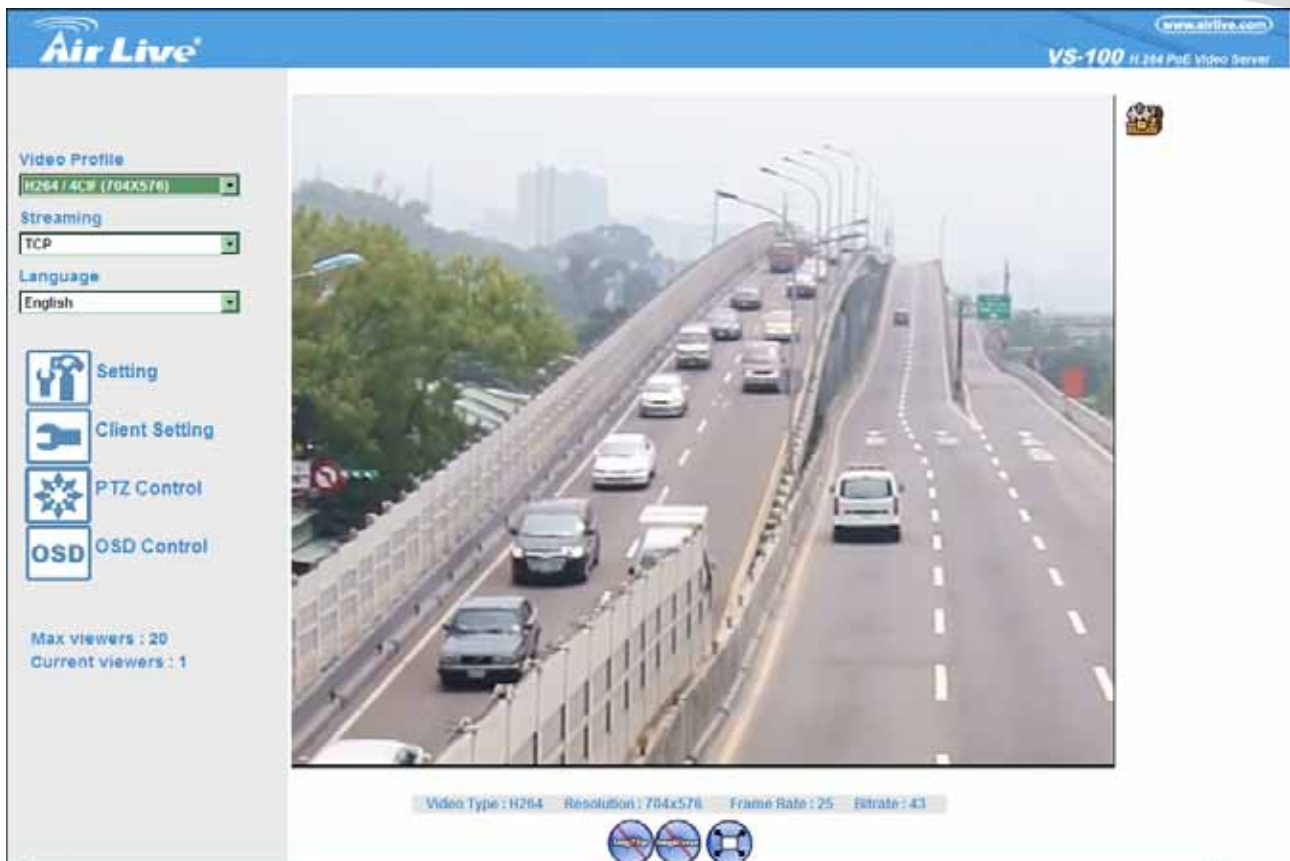 www.airlive.com
Air Live®
VS-100 H.264 PoE Video Server
Video Profile
H264 / 4CIF (704X576)
Streaming
TCP
Language
English
Setting
Client Setting
PTZ Control
OSD
OSD Control
Max viewers : 20
Current viewers : 1
Video Type : H264 Resolution : 704x576 Frame Rate : 25 Bitrate : 43